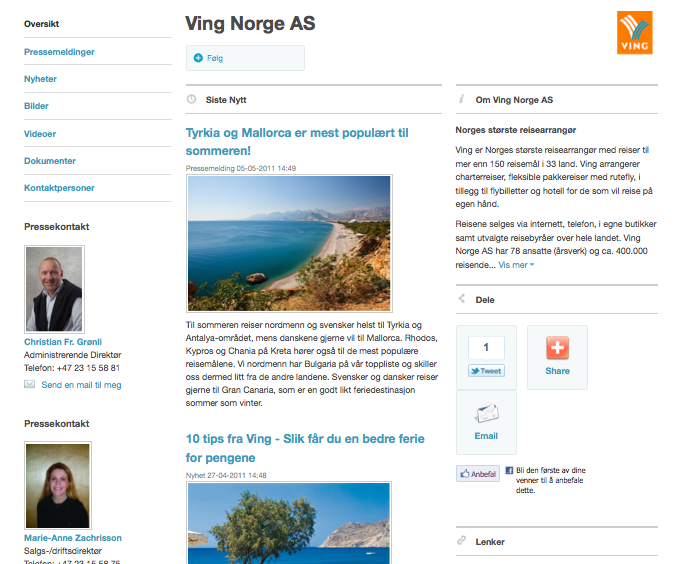 Oversikt
Pressemeldinger
Nyheter
Bilder
Videoer
Dokumenter
Kontaktpersoner
Pressekontakt
Christian Fr. Grønli
Administrerende Direktør
Telefon: +47 23 15 58 81
Send en mail til meg
Pressekontakt
Marie-Anne Zachrisson
Salgs-/driftsdirektør
Telefon: +47 23 15 58 75
Ving Norge AS
Følg
Siste Nytt
Tyrkia og Mallorca er mest populært til
sommeren!
Pressemelding 05-05-2011 14:49
Til sommeren reiser nordmenn og svensker helst til Tyrkia og
Antalya-området, mens danskene gjerne vil til Mallorca. Rhodos,
Kypros og Chania på Kreta hører også til de mest populære
reisemålene. Vi nordmenn har Bulgaria på vår toppliste og skiller
oss dermed litt fra de andre landene. Svensker og dansker reiser
gjerne til Gran Canaria, som er en godt likt feriedestinasjon
sommer som vinter.
10 tips fra Ving - Slik får du en bedre ferie
for pengene
Nyhet 27-04-2011 14:48
VING
Om Ving Norge AS
Norges største reisearrangør
Ving er Norges største reisearrangør med reiser til
mer enn 150 reisemål i 33 land. Ving arrangerer
charterreiser, fleksible pakkereiser med rutefly, i
tillegg til flybilletter og hotell for de som vil reise på
egen hånd.
Reisene selges via internett, telefon, i egne butikker
samt utvalgte reisebyråer over hele landet. Ving
Norge AS har 78 ansatte (årsverk) og ca. 400.000
reisende... Vis mer
Dele
1
Tweet
Share
Email
Anbefal
Bli den første av dine
venner til å anbefale
dette.
Lenker